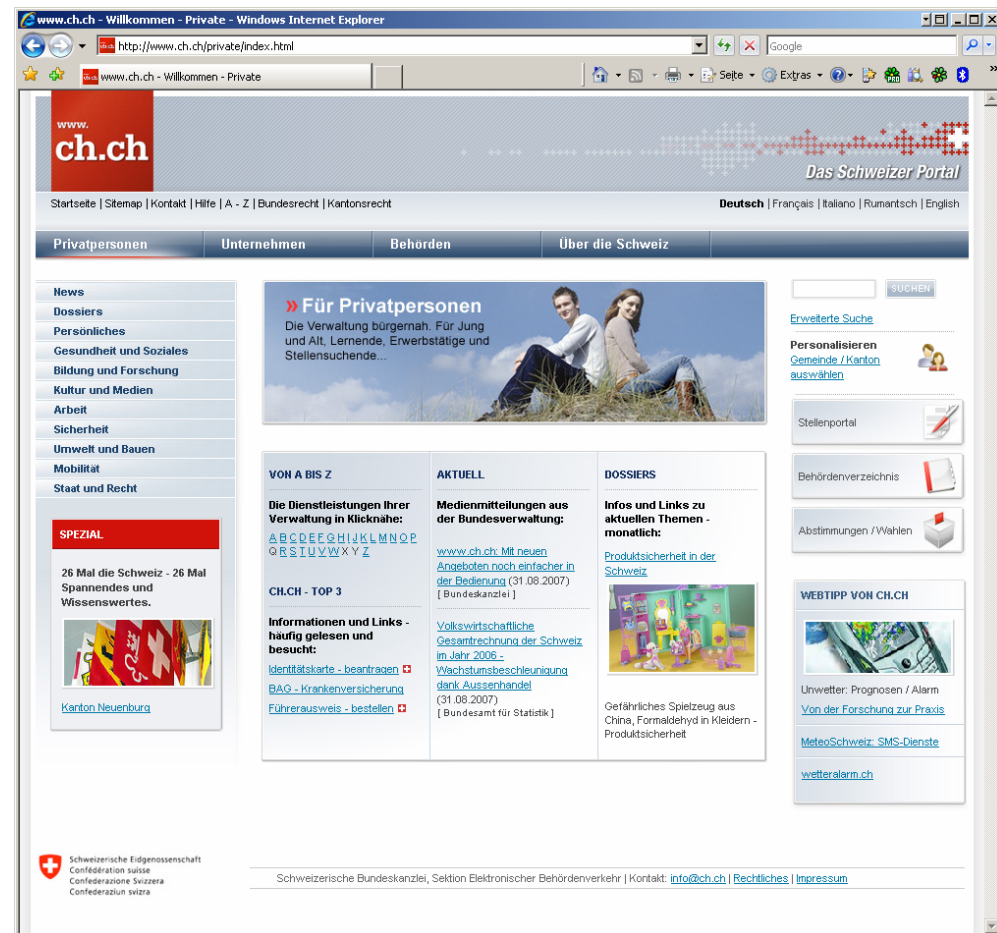 www.ch.ch - Willkommen - Private - Windows Internet Explorer
http://www.ch.ch/private/index.html
Google
www.ch.ch - Willkommen - Private
Seite
Extras
www.
ch.ch
Das Schweizer Portal
Startseite | Sitemap | Kontakt | Hilfe | A - Z | Bundesrecht | Kantonsrecht
Deutsch | Français | Italiano | Rumantsch | English
Privatpersonen
Unternehmen
Behörden
Über die Schweiz
News
Dossiers
Persönliches
Gesundheit und Soziales
Bildung und Forschung
Kultur und Medien
Arbeit
Sicherheit
Umwelt und Bauen
Mobilität
Staat und Recht
SPEZIAL
26 Mal die Schweiz - 26 Mal
Spannendes und
Wissenswertes.
Kanton Neuenburg
» Für Privatpersonen
Die Verwaltung bürgernah. Für Jung
und Alt, Lernende, Erwerbstätige und
Stellensuchende...
VON A BIS Z
Die Dienstleistungen Ihrer
Verwaltung in Klicknähe:
A B C D E F G H I J K L M N O P
Q R S T U V W X Y Z
CH.CH - TOP 3
Informationen und Links -
häufig gelesen und
besucht:
Identitätskarte - beantragen
BAG - Krankenversicherung
Führerausweis - bestellen
AKTUELL
Medienmitteilungen aus
der Bundesverwaltung:
www.ch.ch: Mit neuen
Angeboten noch einfacher in
der Bedienung (31.08.2007)
[ Bundeskanzlei ]
Volkswirtschaftliche
Gesamtrechnung der Schweiz
im Jahr 2006 -
Wachstumsbeschleunigung
dank Aussenhandel
(31.08.2007)
[ Bundesamt für Statistik ]
DOSSIERS
Infos und Links zu
aktuellen Themen -
monatlich:
Produktsicherheit in der
Schweiz
Gefährliches Spielzeug aus
China, Formaldehyd in Kleidern -
Produktsicherheit
SUCHEN
Erweiterte Suche
Personalisieren
Gemeinde / Kanton
auswählen
Stellenportal
Behördenverzeichnis
Abstimmungen / Wahlen
WEBTIPP VON CH.CH
Unwetter: Prognosen / Alarm
Von der Forschung zur Praxis
MeteoSchweiz: SMS-Dienste
wetteralarm.ch
Schweizerische Eidgenossenschaft
Confédération suisse
Confederazione Svizzera
Confederaziun svizra
Schweizerische Bundeskanzlei, Sektion Elektronischer Behördenverkehr | Kontakt: info@ch.ch | Rechtliches | Impressum